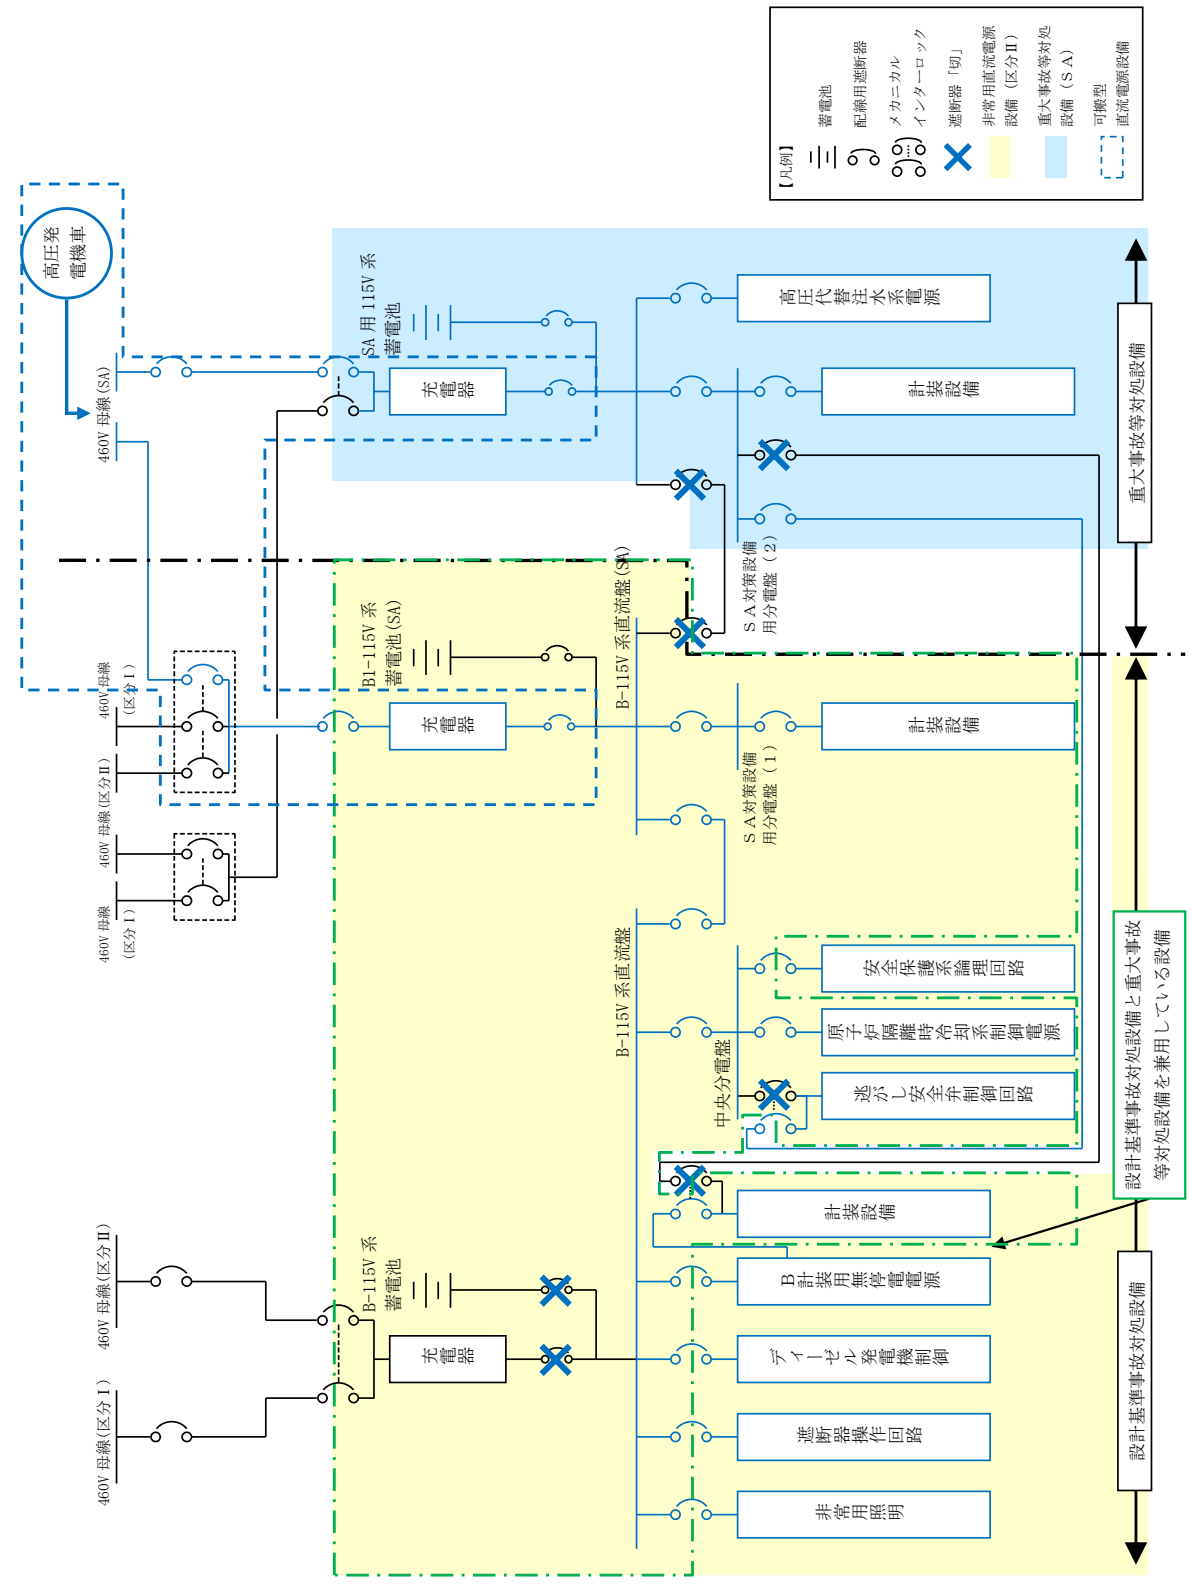 【凡例】
蓄電池
配線用遮断器
メカニカル
インターロック
遮断器「切」
非常用直流電源
設備（区分Ⅱ）
重大事故等対処
設備（ＳＡ）
可搬型
直流電源設備
高圧発
電機車
460V 母線(SA)
SA 用 115V 系
蓄電池
充電器
高圧代替注水系電源
計装設備
ＳＡ対策設備
用分電盤（２）
重大事故等対処設備
460V 母線
(区分Ⅰ)
460V 母線(区分Ⅱ)
460V 母線
(区分Ⅰ)
B1-115V 系
蓄電池(SA)
充電器
B-115V 系直流盤(SA)
計装設備
ＳＡ対策設備
用分電盤（１）
B-115V 系直流盤
中央分電盤
安全保護系論理回路
原子炉隔離時冷却系制御電源
逃がし安全弁制御回路
設計基準事故対処設備と重大事故
等対処設備を兼用している設備
460V 母線(区分Ⅱ)
460V 母線(区分Ⅰ)
B-115V 系
蓄電池
充電器
計装設備
B計装用無停電電源
ディーゼル発電機制御
遮断器操作回路
非常用照明
設計基準事故対処設備